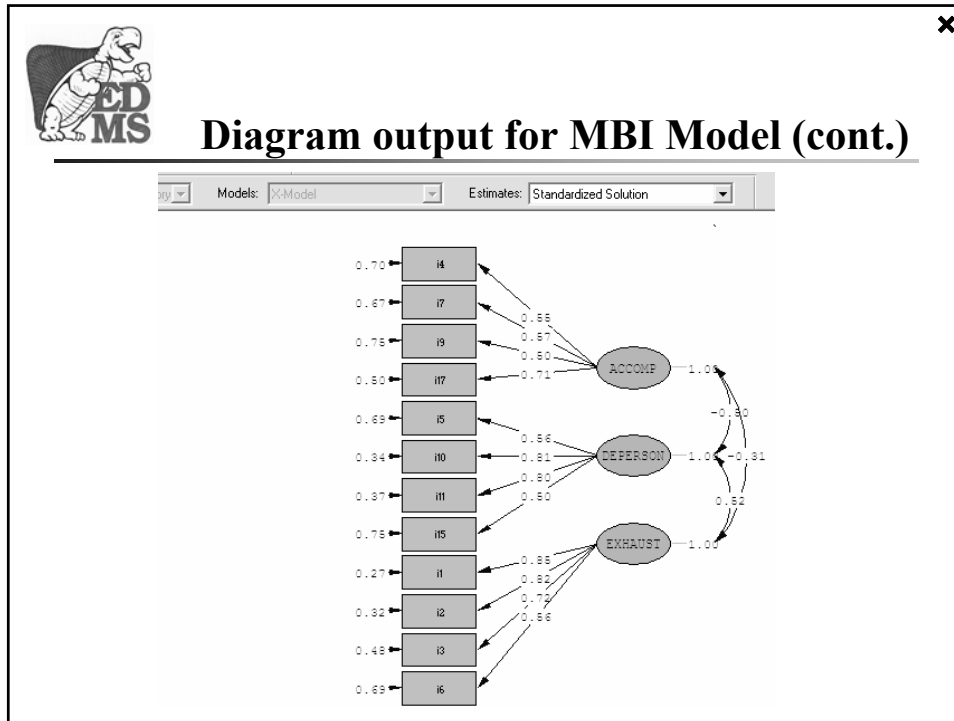 ×
ED
MS
Diagram output for MBI Model (cont.)
ory
Models: X-Model
Estimates: Standardized Solution
0.70 i4
0.67 i7
0.75 i9
0.50 i17
0.69 i5
0.34 i10
0.37 i11
0.75 i15
0.27 i1
0.32 i2
0.48 i3
0.69 i6
0.55
0.57
0.50
0.71
0.56
0.81
0.80
0.50
0.85
0.82
0.72
0.56
ACCOMP 1.00
DEPERSON 1.00
EXHAUST 1.00
-0.31
0.52